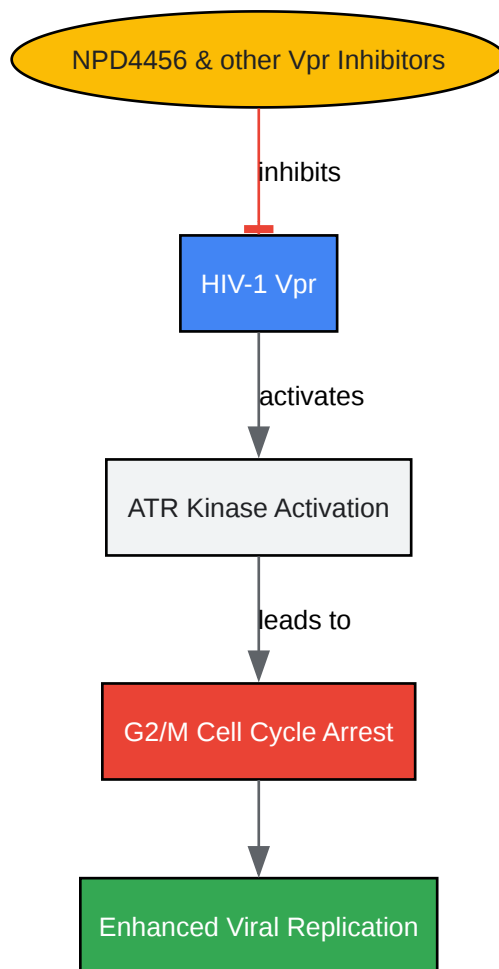 NPD4456 & other Vpr Inhibitors
inhibits
HIV-1 Vpr
activates
ATR Kinase Activation
leads to
G2/M Cell Cycle Arrest
Enhanced Viral Replication